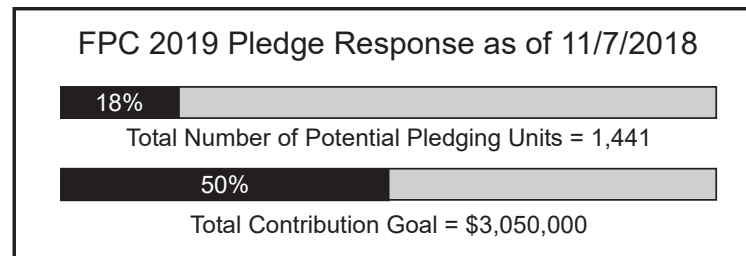 FPC 2019 Pledge Response as of 11/7/2018
18%
Total Number of Potential Pledging Units = 1,441
50%
Total Contribution Goal = $3,050,000